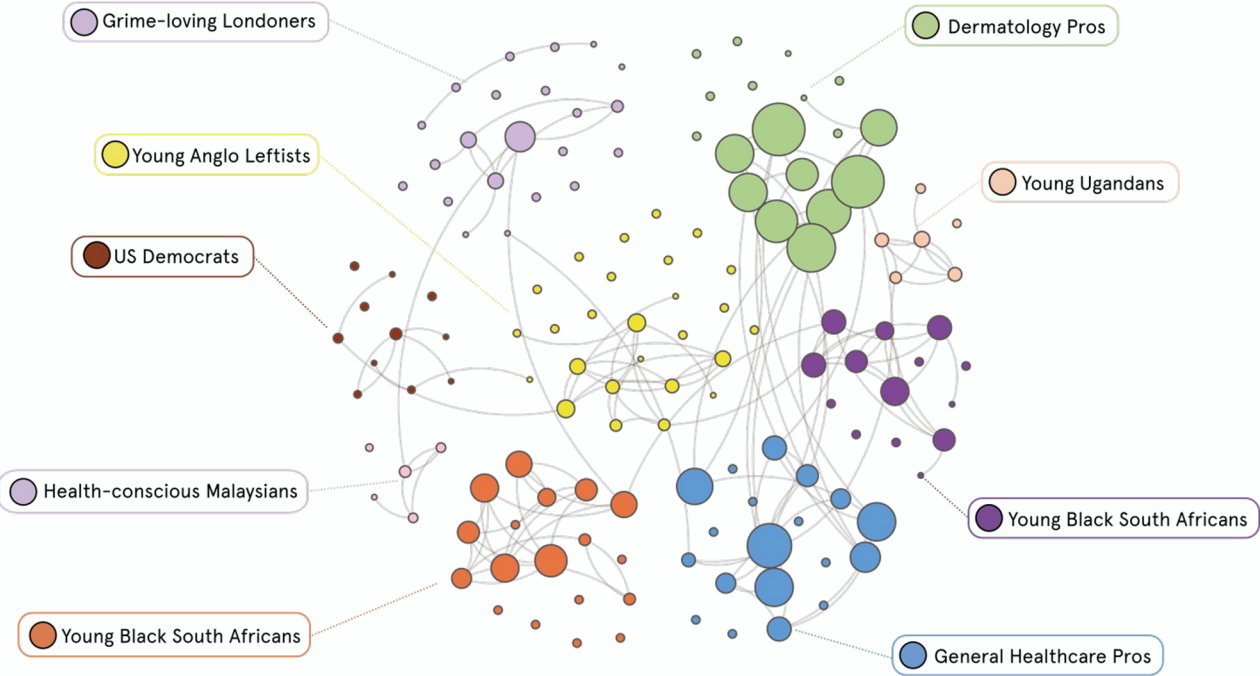 Grime-loving Londoners
Dermatology Pros
Young Anglo Leftists
Young Ugandans
US Democrats
Health-conscious Malaysians
Young Black South Africans
Young Black South Africans
General Healthcare Pros